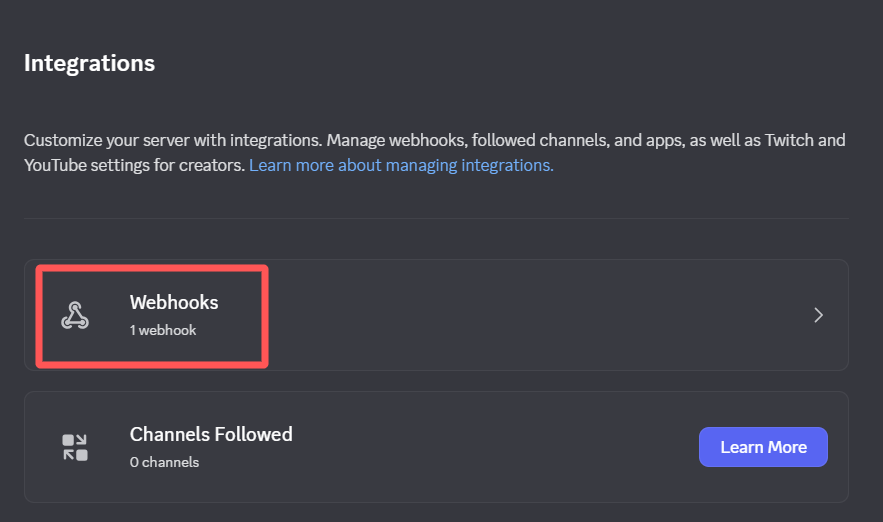 Integrations
Customize your server with integrations. Manage webhooks, followed channels, and apps, as well as Twitch and
YouTube settings for creators. Learn more about managing integrations.
Webhooks
1 webhook
Channels Followed
0 channels
Learn More